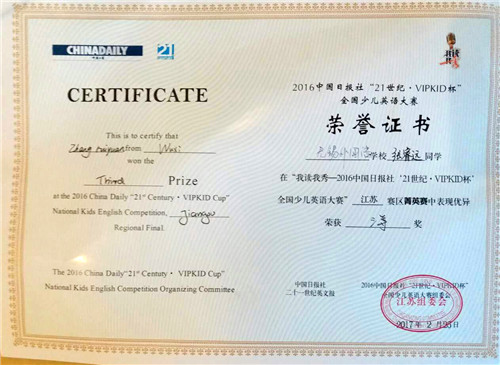 CHINADAILY
21
CERTIFICATE
This is to certify that
from Wuxi
won the
Third Prize
at the 2016 China Daily"21st Century · VIPKID Cup"
National Kids English Competition, Jiangsu
Regional Final.
The 2016 China Daily"21st Century · VIPKID Cup"
National Kids English Competition Organizing Committee
2016中国日报社“21世纪·VIPKID杯”
全国少儿英语大赛
荣誉证书
无锡外国语学校张睿远同学
在“我读我秀—2016中国日报社‘21世纪·VIPKID杯
全国少儿英语大赛”江苏赛区菁英赛中表现优异
荣获三等奖
中国日报社
二十一世纪英文报
2016中国日报社“21世纪·VIPKID杯”
全国少儿英语大赛组委会
江苏组委会
2017年2月25日